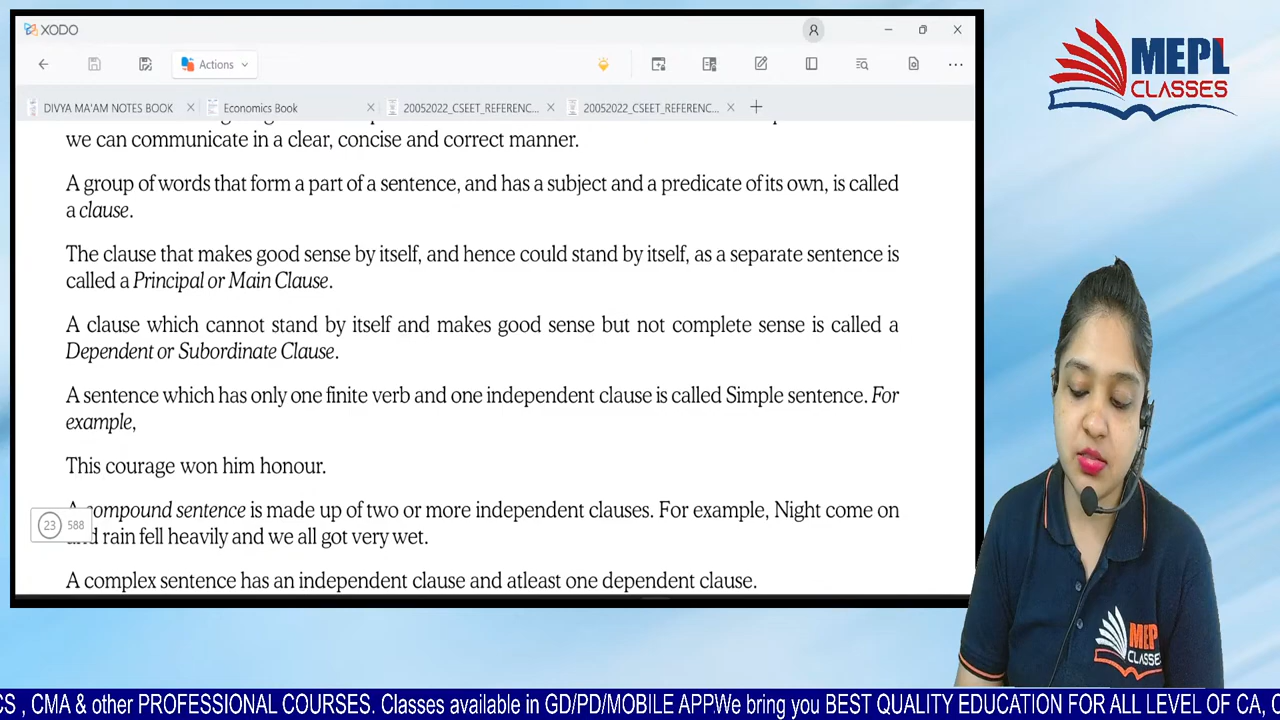 XODO
Actions
DIVYA MA'AM NOTES BOOK
Economics Book
20052022_CSEET_REFERENC...
20052022_CSEET_REFERENC...
we can communicate in a clear, concise and correct manner.
A group of words that form a part of a sentence, and has a subject and a predicate of its own, is called
a clause.
The clause that makes good sense by itself, and hence could stand by itself, as a separate sentence is
called a Principal or Main Clause.
A clause which cannot stand by itself and makes good sense but not complete sense is called a
Dependent or Subordinate Clause.
A sentence which has only one finite verb and one independent clause is called Simple sentence. For
example,
This courage won him honour.
A compound sentence is made up of two or more independent clauses. For example, Night come on
and rain fell heavily and we all got very wet.
23 588
A complex sentence has an independent clause and atleast one dependent clause.
MEPL
CLASSES
MEPL
CLASSES
CS , CMA & other PROFESSIONAL COURSES. Classes available in GD/PD/MOBILE APPWe bring you BEST QUALITY EDUCATION FOR ALL LEVEL OF CA,